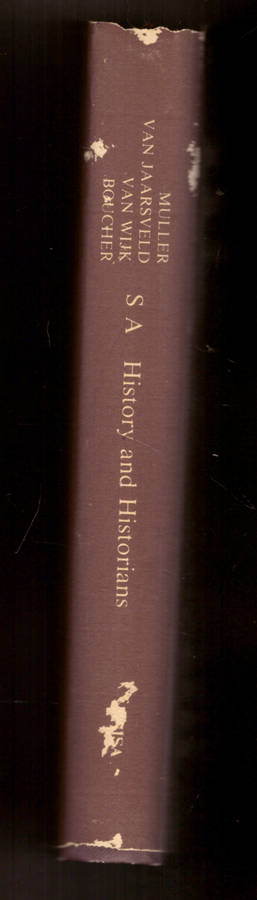 MULLER
VAN JAARSVELD
VAN WIJK
BOUCHER
S A History and Historians